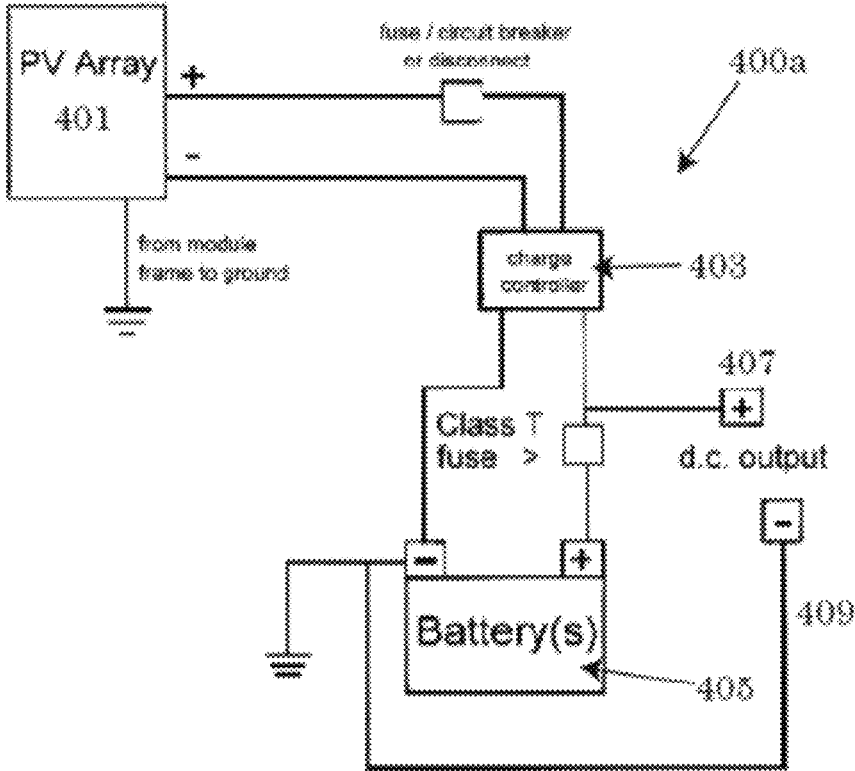 PV Array
401
+
-
fuse / circuit breaker
or disconnect
400a
from module
frame to ground
charge
controller
403
407
+
Class T
fuse >
d.c. output
-
-
+
Battery(s)
409
405